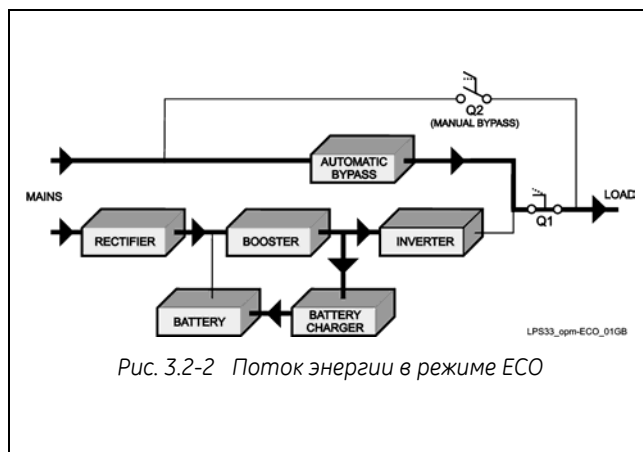 Q2
(MANUAL BYPASS)
AUTOMATIC
BYPASS
MAINS
LOAD
Q1
RECTIFIER
BOOSTER
INVERTER
BATTERY
BATTERY
CHARGER
LPS33_opm-ECO_01GB
Рис. 3.2-2 Поток энергии в режиме ECO